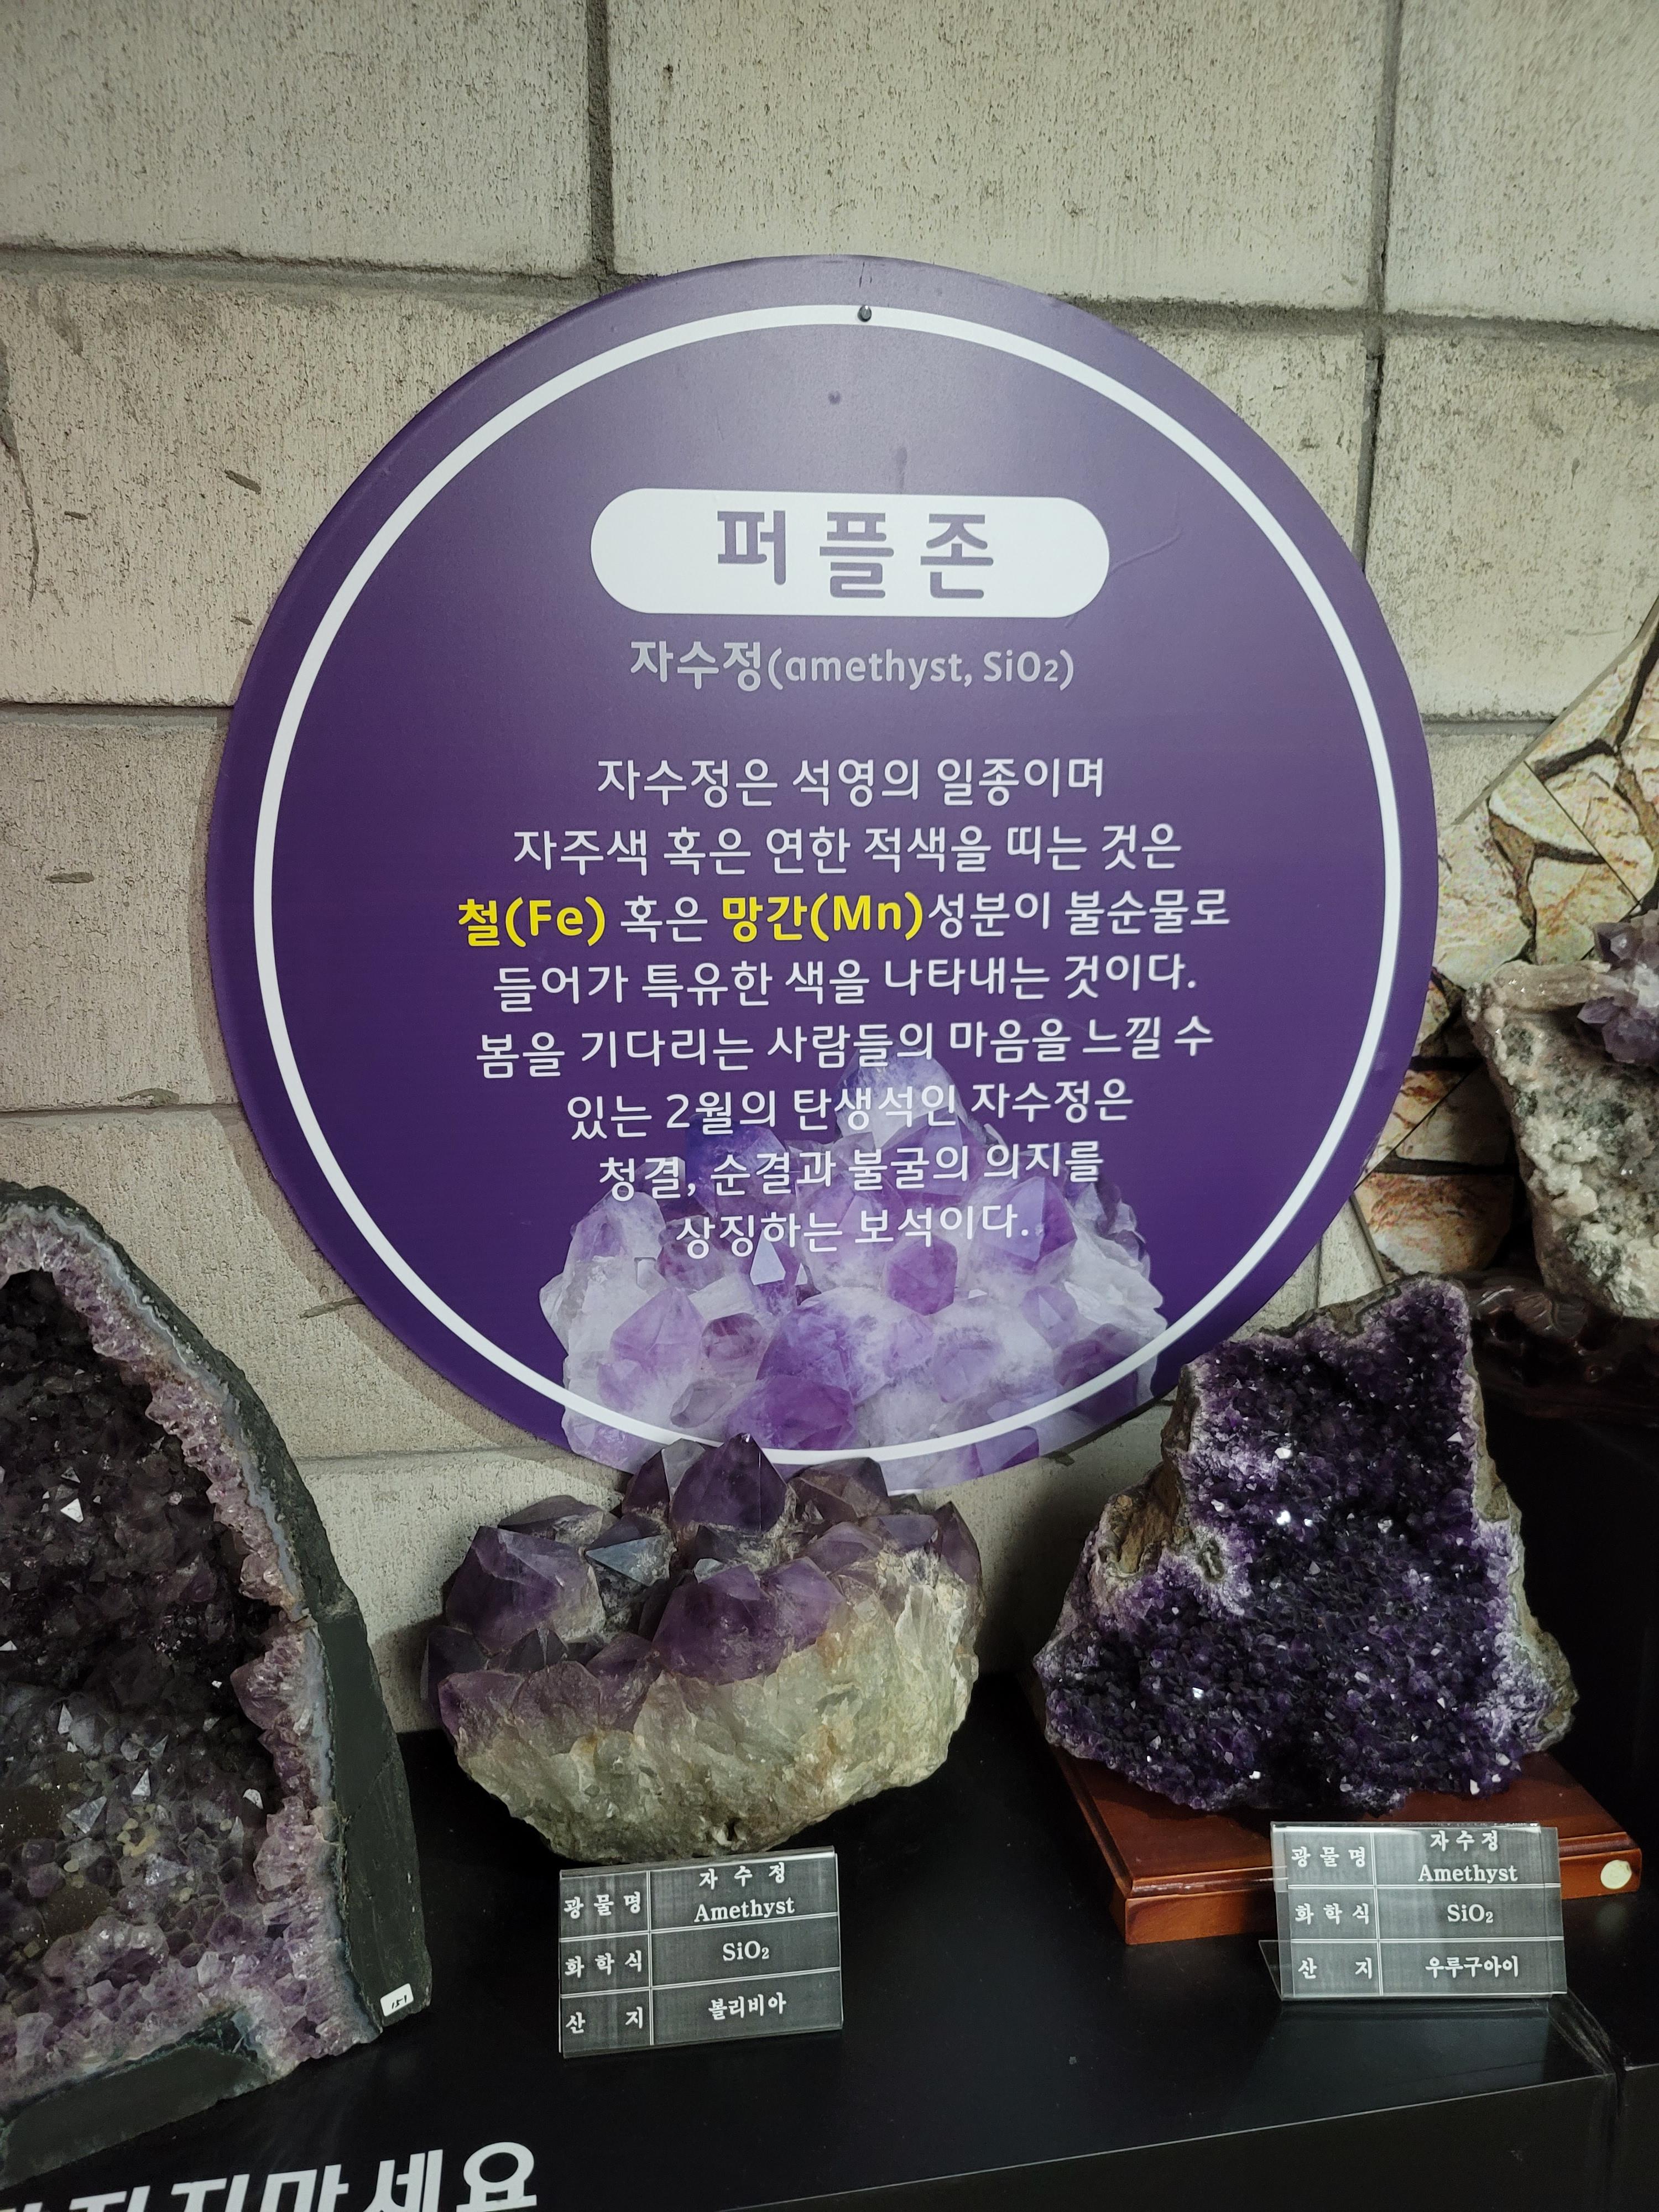 퍼플존
자수정(amethyst, SiO₂)
자수정은 석영의 일종이며
자주색 혹은 연한 적색을 띠는 것은
철(Fe) 혹은 망간(Mn)성분이 불순물로
들어가 특유한 색을 나타내는 것이다.
봄을 기다리는 사람들의 마음을 느낄 수
있는 2월의 탄생석인 자수정은
청결, 순결과 불굴의 의지를
상징하는 보석이다.
광물명 자수정
Amethyst
화학식 SiO₂
산 지 볼리비아
광물명 자수정
Amethyst
화학식 SiO₂
산 지 우루구아이
151
지마세요